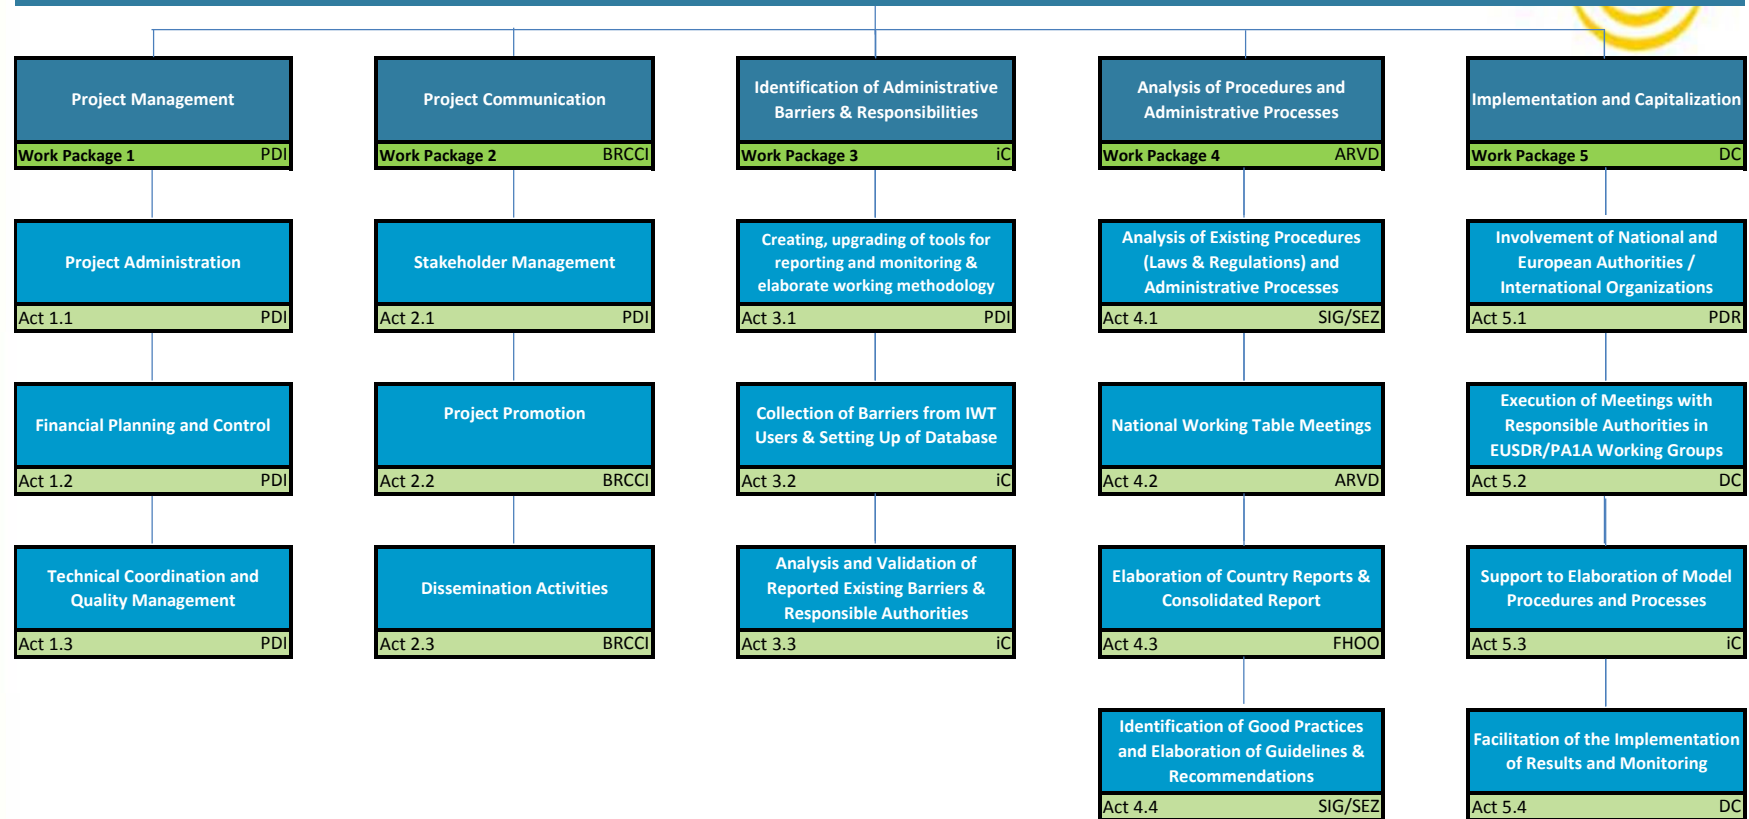 Project Management
Work Package 1 PDI
Project Communication
Work Package 2 BRCCI
Identification of Administrative
Barriers & Responsibilities
Work Package 3 iC
Analysis of Procedures and
Administrative Processes
Work Package 4 ARVD
Implementation and Capitalization
Work Package 5 DC
Project Administration
Act 1.1 PDI
Stakeholder Management
Act 2.1 PDI
Creating, upgrading of tools for
reporting and monitoring &
elaborate working methodology
Act 3.1 PDI
Analysis of Existing Procedures
(Laws & Regulations) and
Administrative Processes
Act 4.1 SIG/SEZ
Involvement of National and
European Authorities /
International Organizations
Act 5.1 PDR
Financial Planning and Control
Act 1.2 PDI
Project Promotion
Act 2.2 BRCCI
Collection of Barriers from IWT
Users & Setting Up of Database
Act 3.2 iC
National Working Table Meetings
Act 4.2 ARVD
Execution of Meetings with
Responsible Authorities in
EUSDR/PA1A Working Groups
Act 5.2 DC
Technical Coordination and
Quality Management
Act 1.3 PDI
Dissemination Activities
Act 2.3 BRCCI
Analysis and Validation of
Reported Existing Barriers &
Responsible Authorities
Act 3.3 iC
Elaboration of Country Reports &
Consolidated Report
Act 4.3 FHOO
Support to Elaboration of Model
Procedures and Processes
Act 5.3 iC
Identification of Good Practices
and Elaboration of Guidelines &
Recommendations
Act 4.4 SIG/SEZ
Facilitation of the Implementation
of Results and Monitoring
Act 5.4 DC